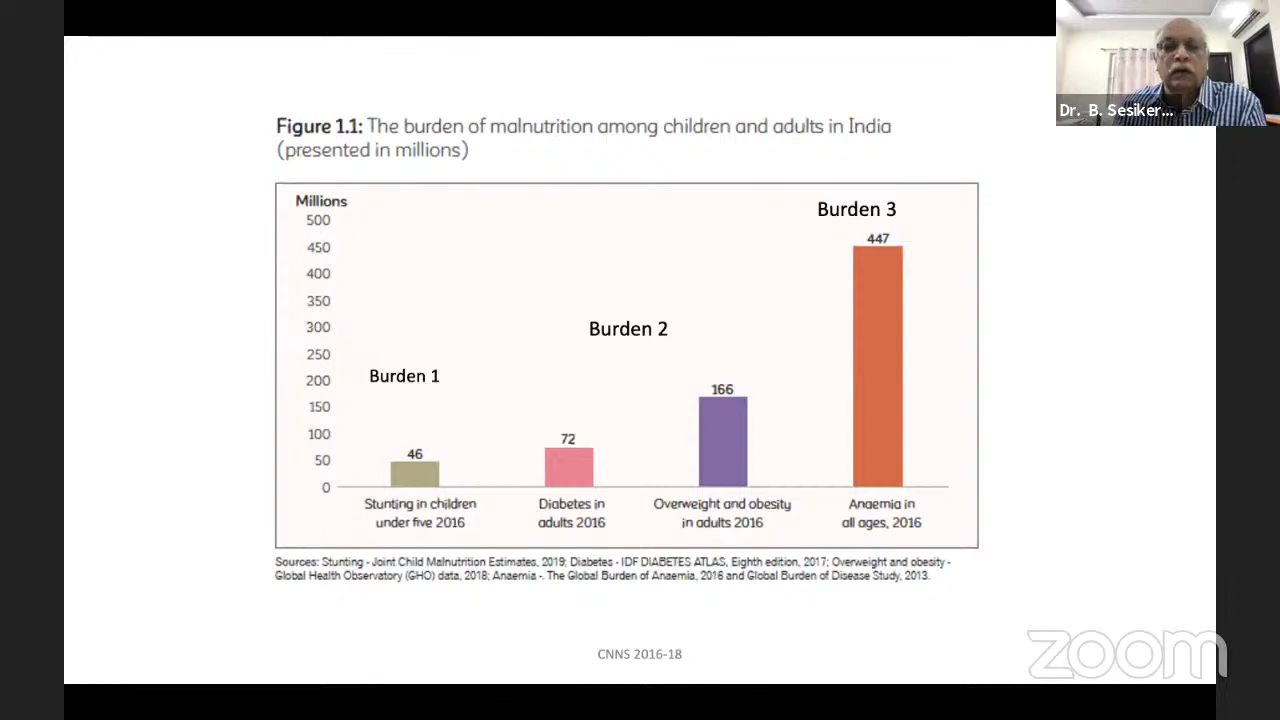 Dr. B. Sesiker...
Figure 1.1: The burden of malnutrition among children and adults in India
(presented in millions)
Millions
500
450
400
350
300
250
200
150
100
50
0
Burden 1
Burden 2
Burden 3
46
72
166
447
Stunting in children
under five 2016
Diabetes in
adults 2016
Overweight and obesity
in adults 2016
Anaemia in
all ages, 2016
Sources: Stunting - Joint Child Malnutrition Estimates, 2019; Diabetes - IDF DIABETES ATLAS, Eighth edition, 2017; Overweight and obesity -
Global Health Observatory (GHO) data, 2018; Anaemia -. The Global Burden of Anaemia, 2016 and Global Burden of Disease Study, 2013.
CNNS 2016-18
zoom